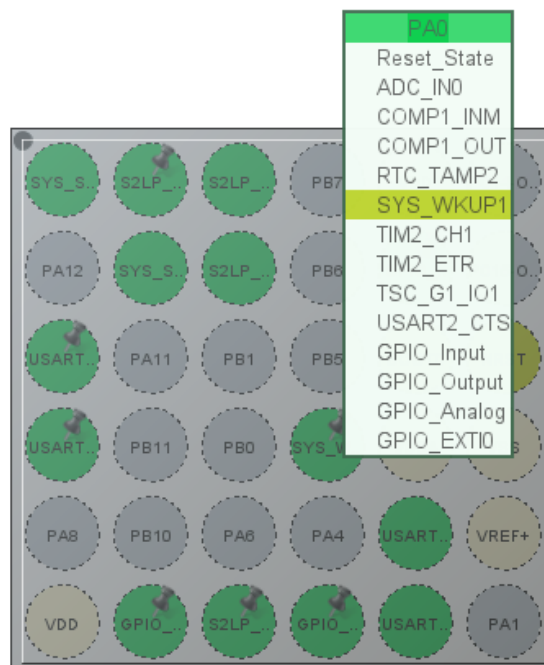 PA0
Reset_State
ADC_IN0
COMP1_INM
COMP1_OUT
RTC_TAMP2
SYS_WKUP1
TIM2_CH1
TIM2_ETR
TSC_G1_IO1
USART2_CTS
GPIO_Input
GPIO_Output
GPIO_Analog
GPIO_EXTI0
SYS_S.. S2LP_... S2LP_... PB7
PA12 SYS_S.. S2LP_... PB6
USART.. PA11 PB1 PB5
USART.. PB11 PB0 SYS_W
PA8 PB10 PA6 PA4 USART.. VREF+
VDD GPIO_... S2LP_... GPIO_... USART.. PA1